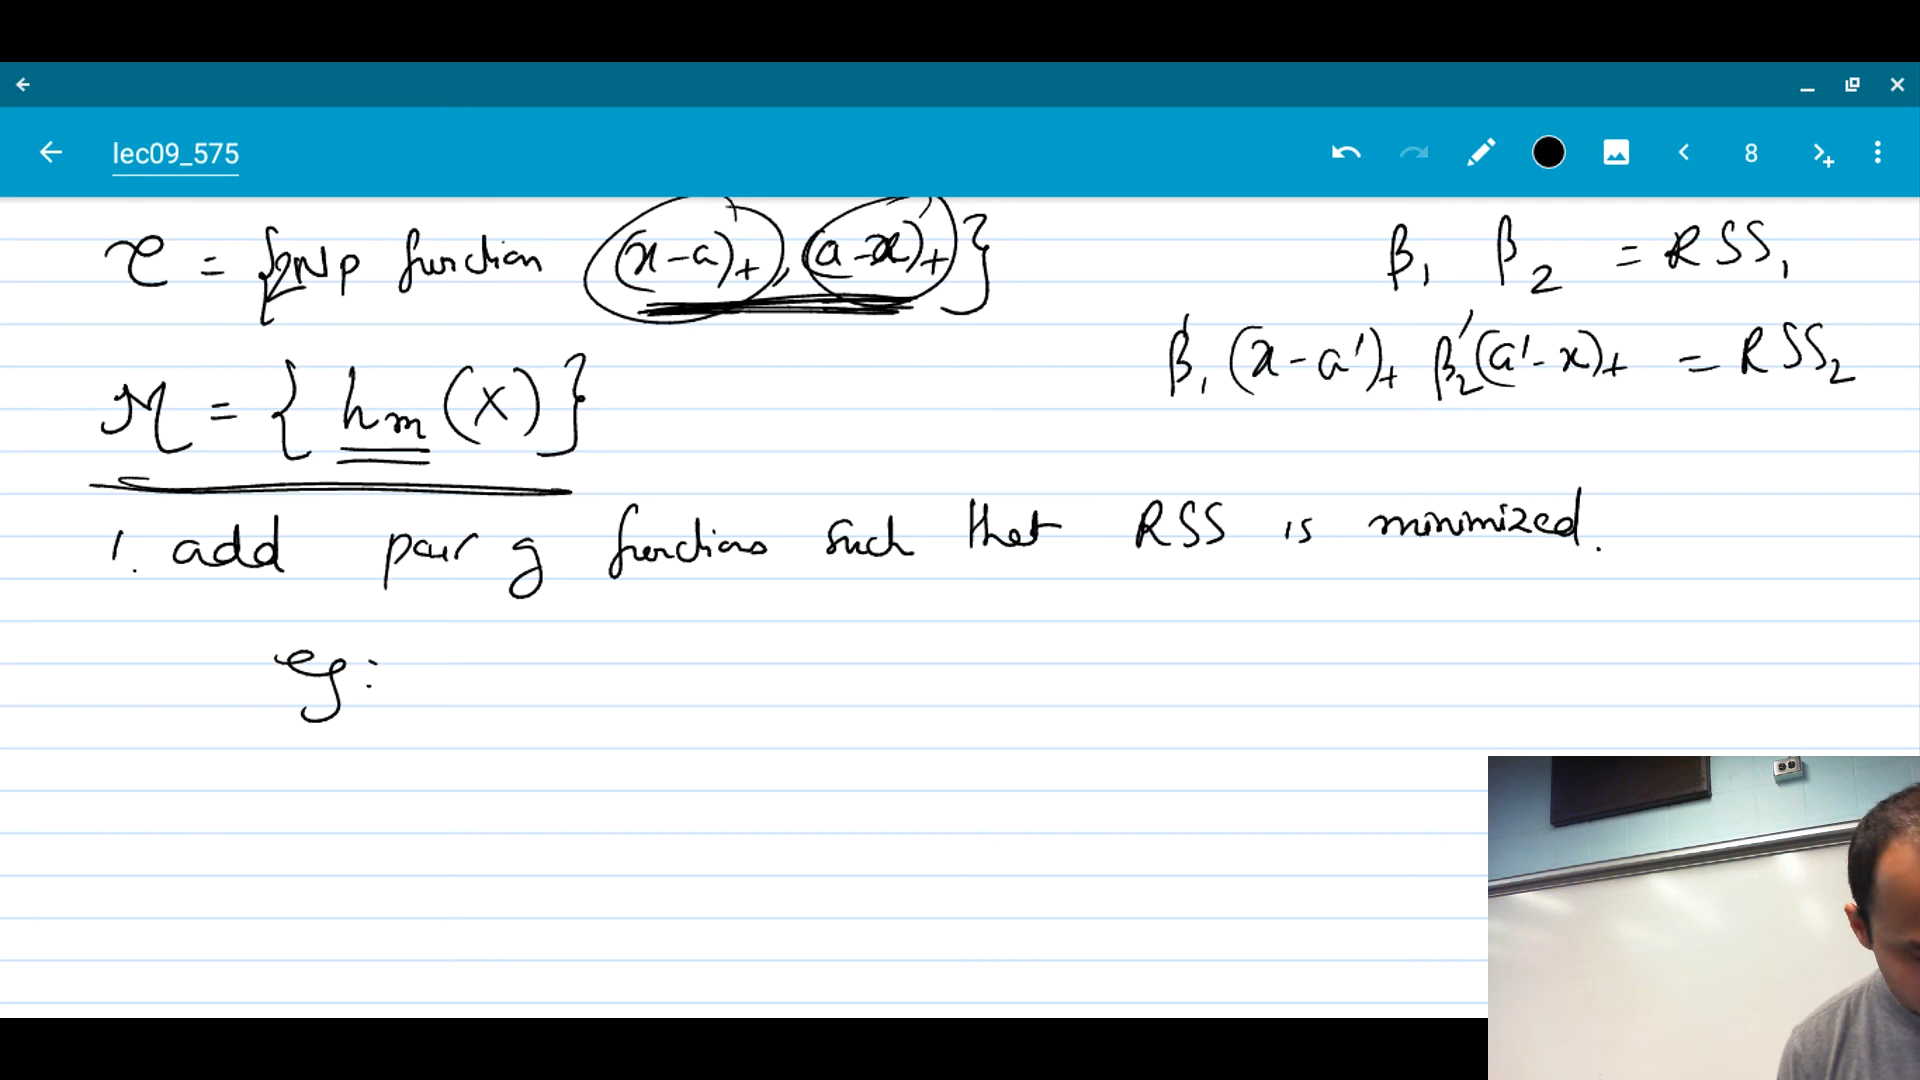 lec09_575
8
C = {2Np function (x-a)+, (a-x)+}
β1 β2 = RSS1
β1'(x-a')+ β2'(a'-x)+ = RSS2
M = { hm (X) }
1. add pair of functions such that RSS is minimized.
eg: